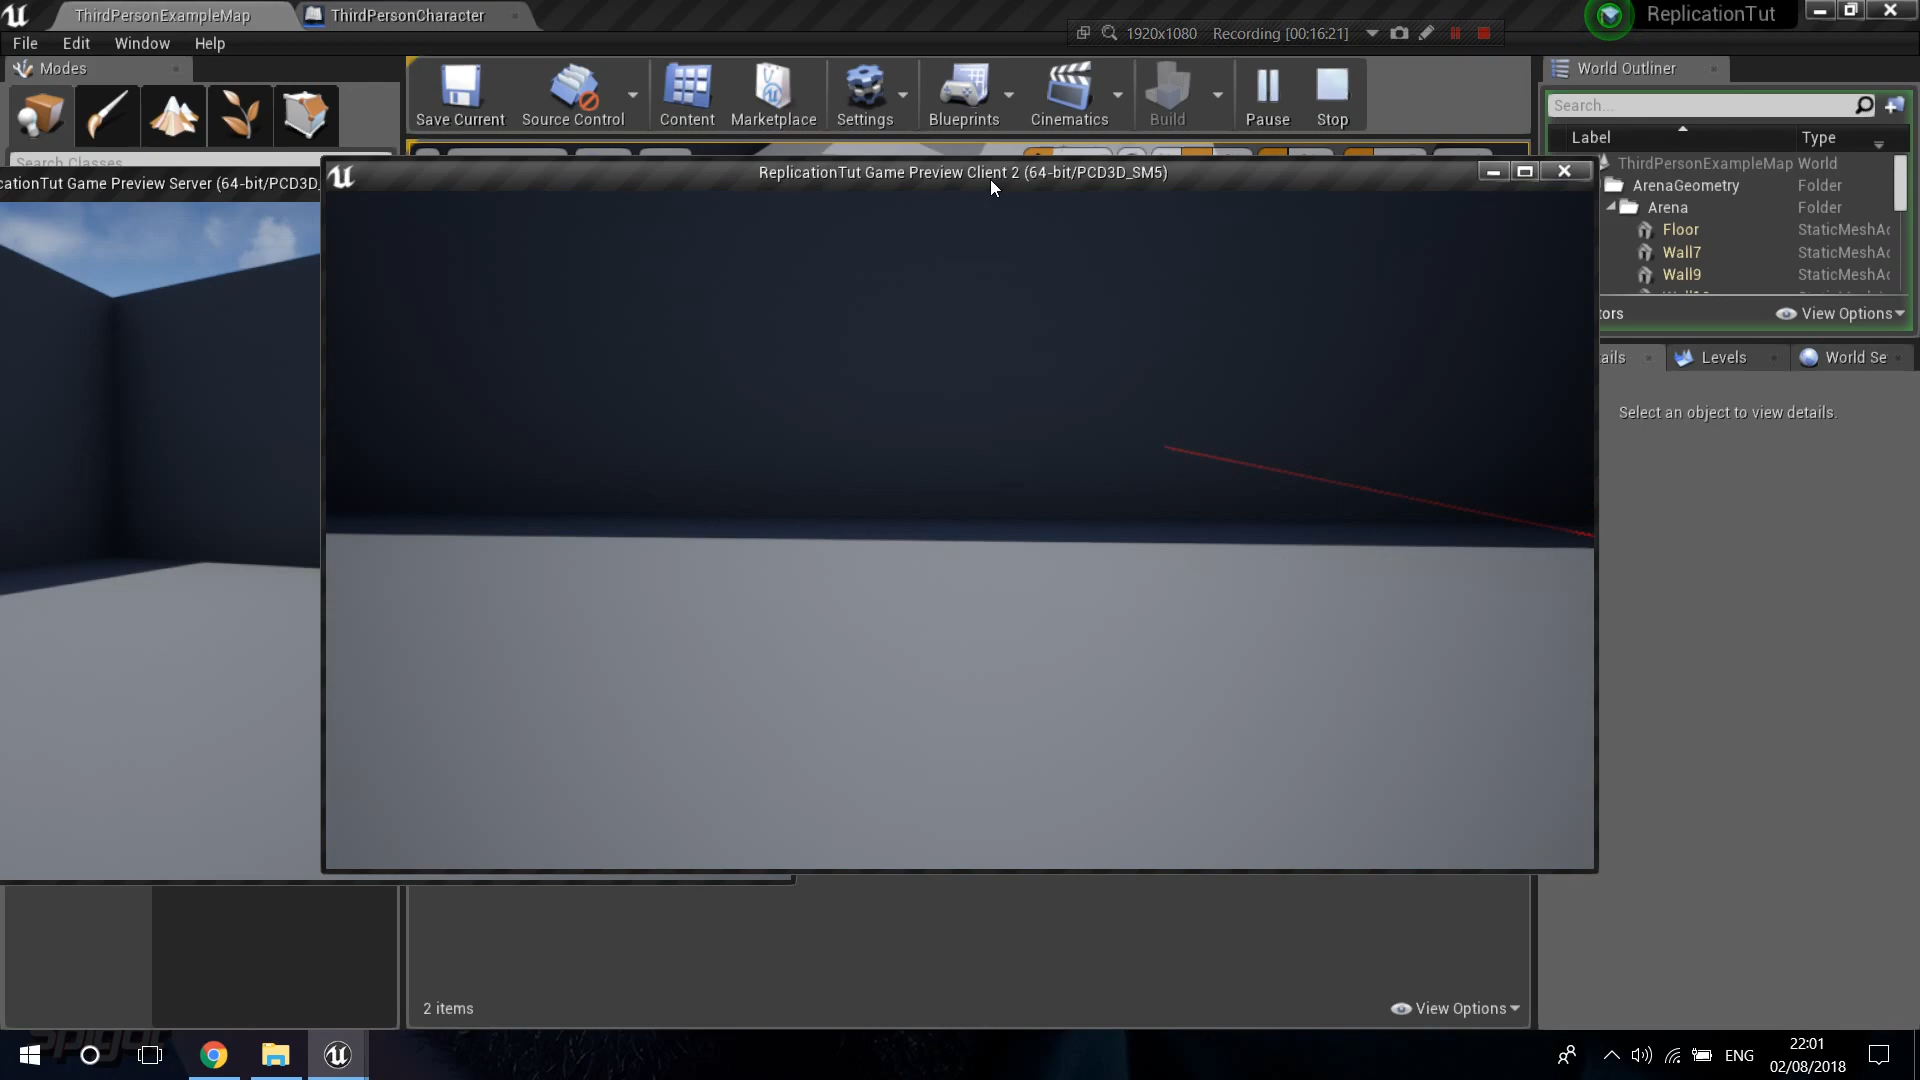 ThirdPersonExampleMap
ThirdPersonCharacter
1920x1080 Recording [00:16:21]
ReplicationTut
File Edit Window Help
Modes
Save Current
Source Control
Content
Marketplace
Settings
Blueprints
Cinematics
Build
Pause
Stop
World Outliner
Search...
Label Type
Search Classes
ThirdPersonExampleMap World
ArenaGeometry Folder
Arena Folder
Floor StaticMeshAc
Wall7 StaticMeshAc
Wall9 StaticMeshAc
tors View Options
cationTut Game Preview Server (64-bit/PCD3D_
ReplicationTut Game Preview Client 2 (64-bit/PCD3D_SM5)
ails Levels World Se
Select an object to view details.
2 items View Options
ENG
22:01
02/08/2018